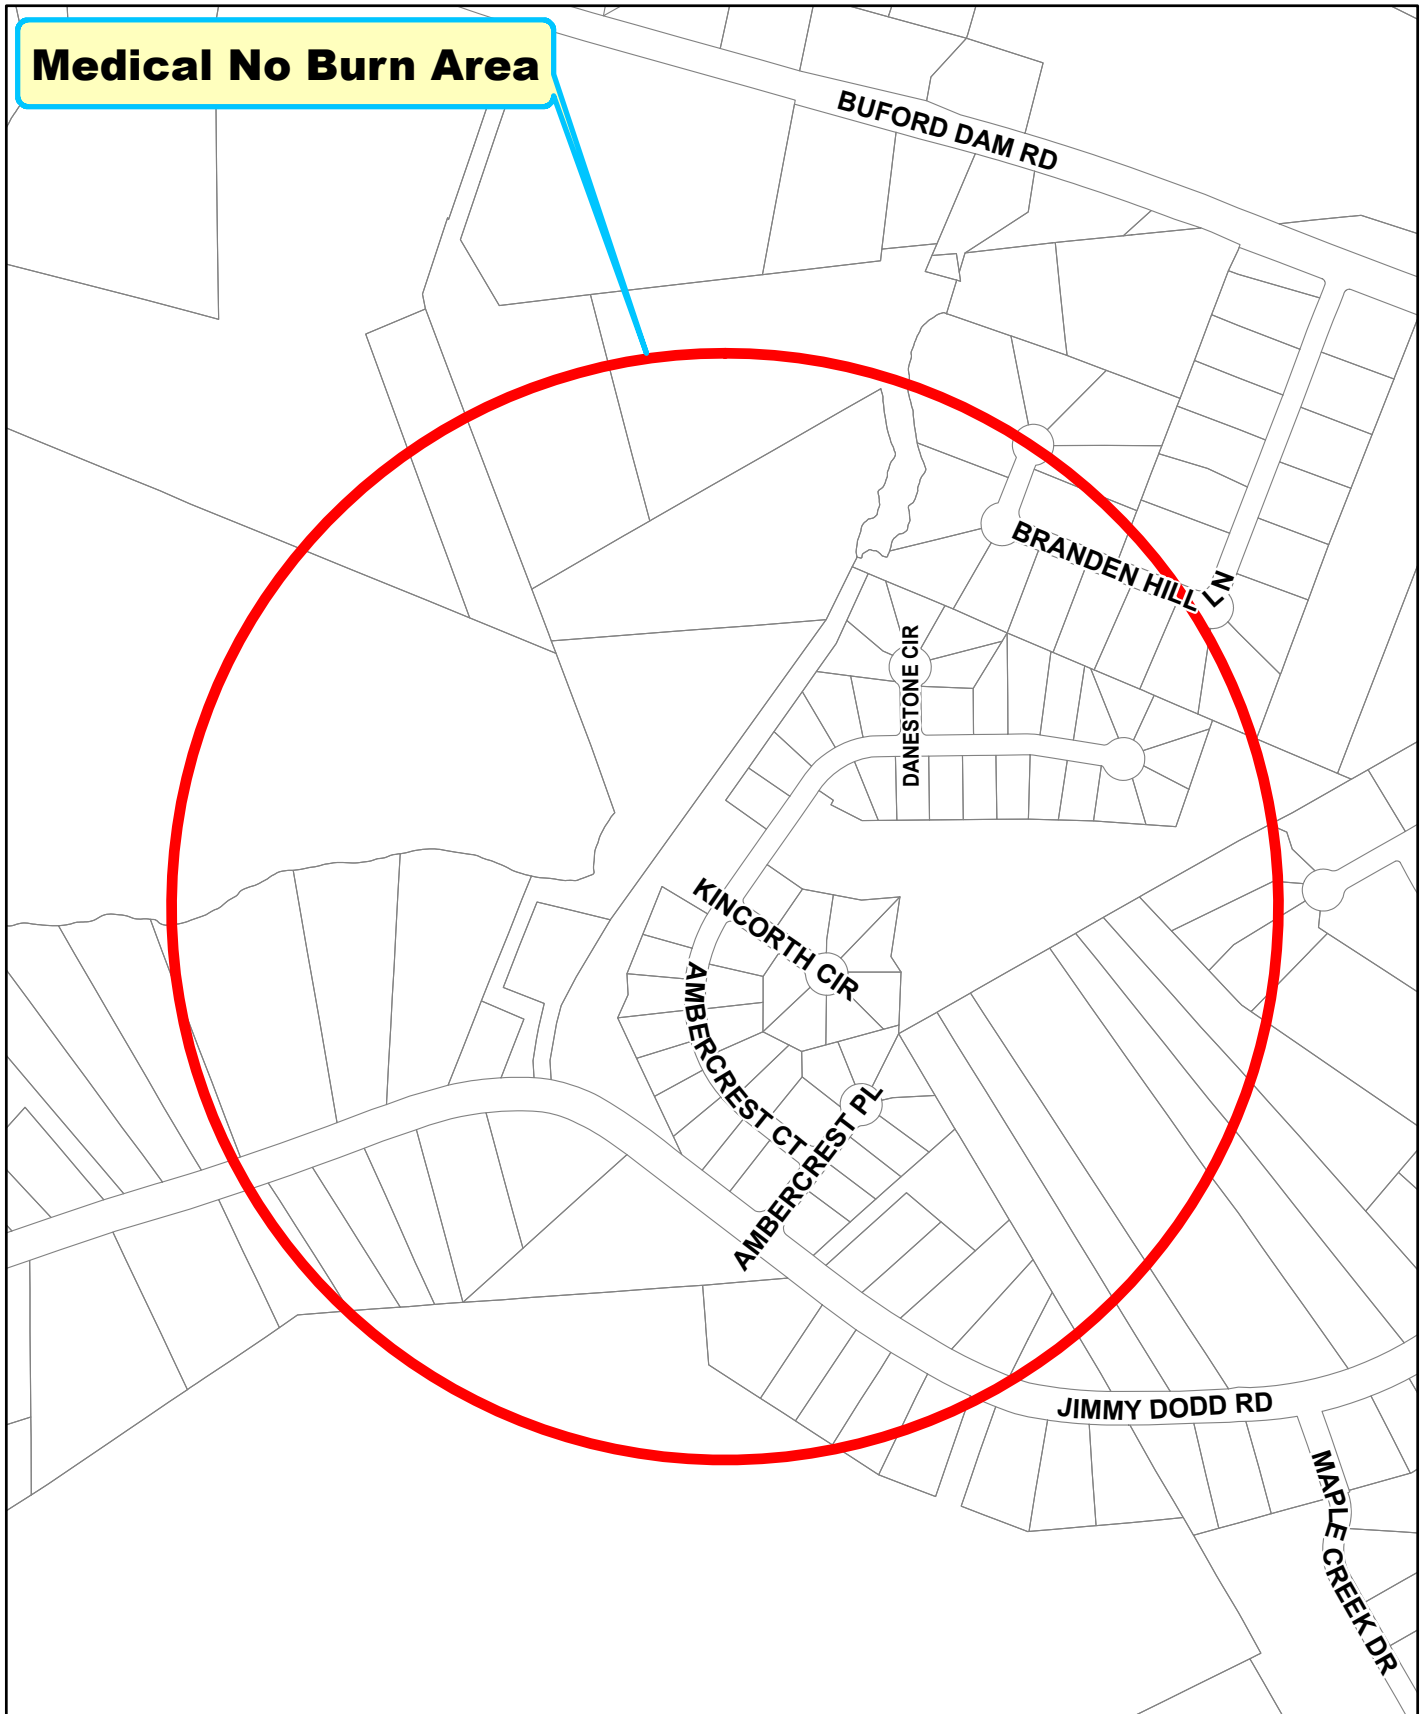 Medical No Burn Area
BUFORD DAM RD
BRANDEN HILL LN
DANESTONE CIR
KINCORTH CIR
AMBERCREST CT
AMBERCREST PL
JIMMY DODD RD
MAPLE CREEK DR